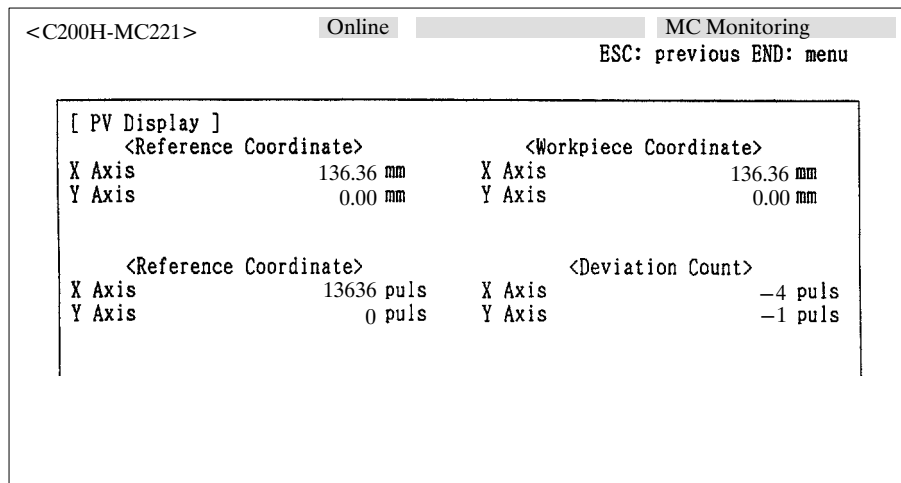 <C200H-MC221> Online MC Monitoring
ESC: previous END: menu
[ PV Display ]
<Reference Coordinate> <Workpiece Coordinate>
X Axis 136.36 mm X Axis 136.36 mm
Y Axis 0.00 mm Y Axis 0.00 mm
<Reference Coordinate> <Deviation Count>
X Axis 13636 puls X Axis −4 puls
Y Axis 0 puls Y Axis −1 puls